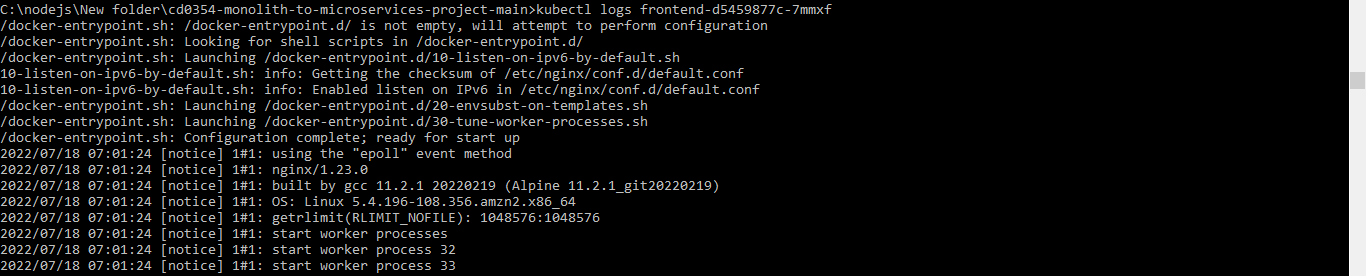 C:\nodejs\New folder\cd0354-monolith-to-microservices-project-main>kubectl logs frontend-d5459877c-7mmxf
/docker-entrypoint.sh: /docker-entrypoint.d/ is not empty, will attempt to perform configuration
/docker-entrypoint.sh: Looking for shell scripts in /docker-entrypoint.d/
/docker-entrypoint.sh: Launching /docker-entrypoint.d/10-listen-on-ipv6-by-default.sh
10-listen-on-ipv6-by-default.sh: info: Getting the checksum of /etc/nginx/conf.d/default.conf
10-listen-on-ipv6-by-default.sh: info: Enabled listen on IPv6 in /etc/nginx/conf.d/default.conf
/docker-entrypoint.sh: Launching /docker-entrypoint.d/20-envsubst-on-templates.sh
/docker-entrypoint.sh: Launching /docker-entrypoint.d/30-tune-worker-processes.sh
/docker-entrypoint.sh: Configuration complete; ready for start up
2022/07/18 07:01:24 [notice] 1#1: using the "epoll" event method
2022/07/18 07:01:24 [notice] 1#1: nginx/1.23.0
2022/07/18 07:01:24 [notice] 1#1: built by gcc 11.2.1 20220219 (Alpine 11.2.1_git20220219)
2022/07/18 07:01:24 [notice] 1#1: OS: Linux 5.4.196-108.356.amzn2.x86_64
2022/07/18 07:01:24 [notice] 1#1: getrlimit(RLIMIT_NOFILE): 1048576:1048576
2022/07/18 07:01:24 [notice] 1#1: start worker processes
2022/07/18 07:01:24 [notice] 1#1: start worker process 32
2022/07/18 07:01:24 [notice] 1#1: start worker process 33